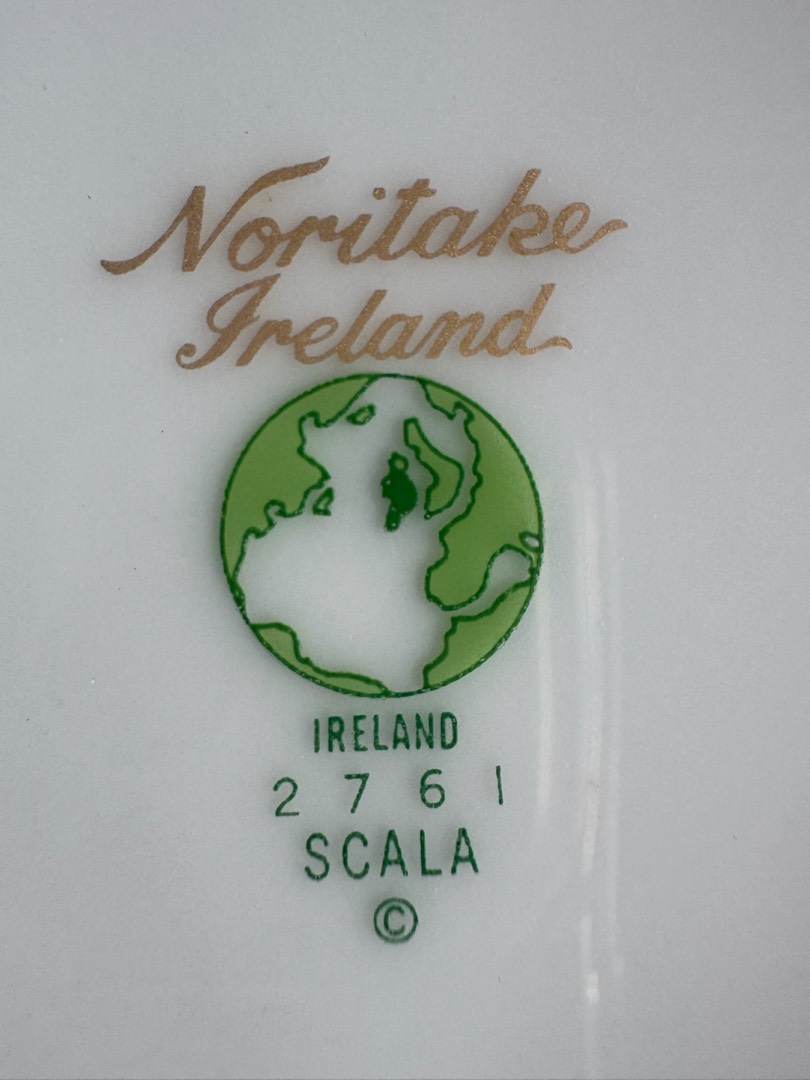 Noritake
Ireland
IRELAND
2 7 6 1
SCALA
©